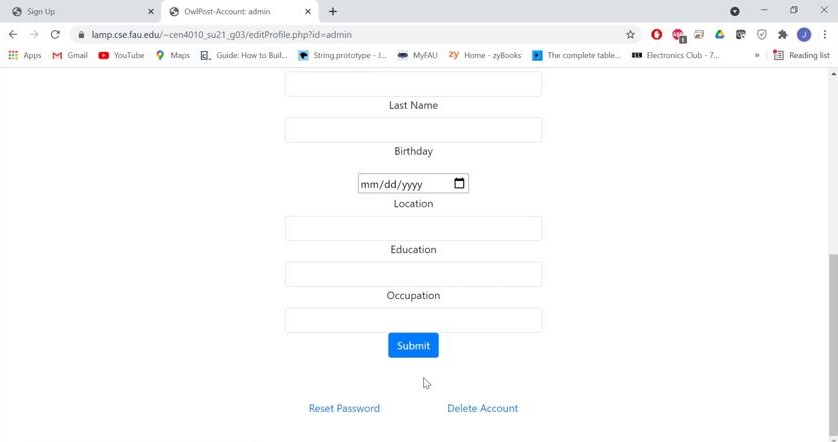 Sign Up
OwlPost-Account: admin
lamp.cse.fau.edu/~cen4010_su21_g03/editProfile.php?id=admin
1
J
Apps
Gmail
YouTube
Maps
Guide: How to Buil...
String.prototype - J...
MyFAU
zy Home - zyBooks
The complete table...
Electronics Club - 7...
»
Reading list
Last Name
Birthday
mm/dd/yyyy
Location
Education
Occupation
Submit
Reset Password
Delete Account